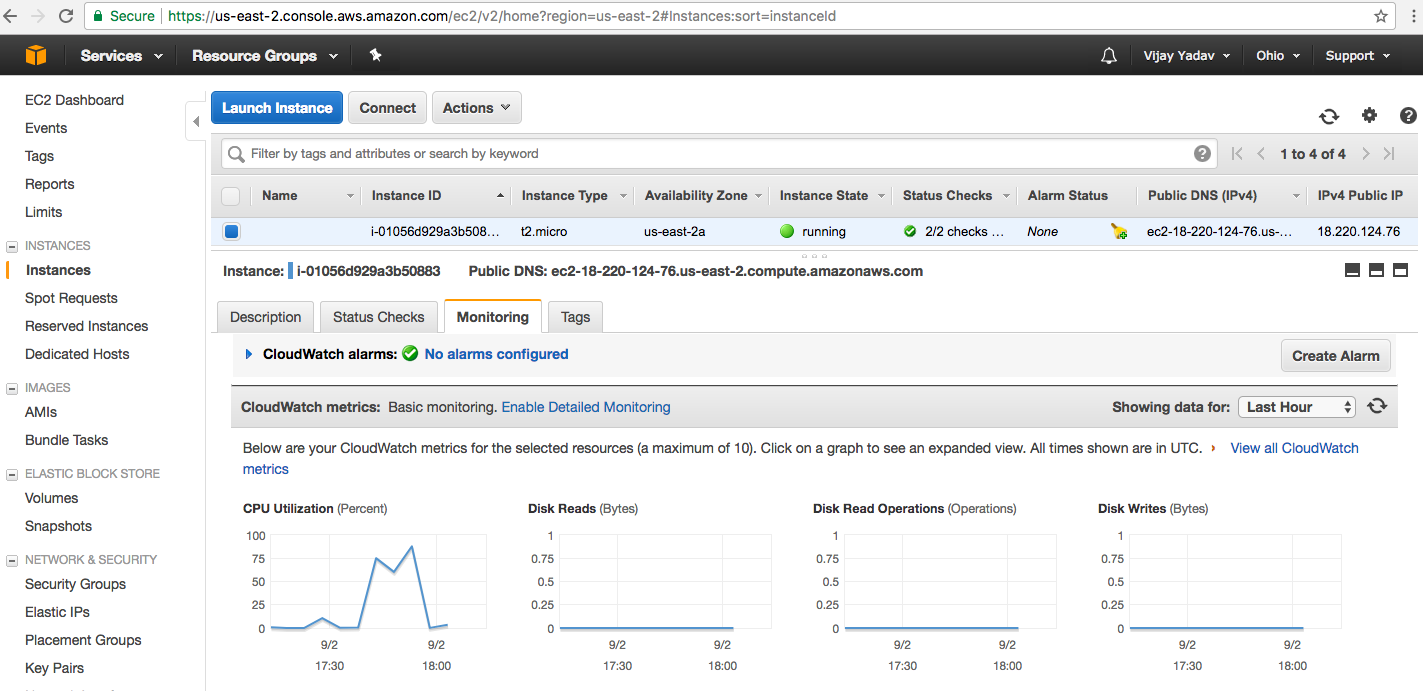 Secure | https://us-east-2.console.aws.amazon.com/ec2/v2/home?region=us-east-2#Instances:sort=instanceId
Services Resource Groups Vijay Yadav Ohio Support
EC2 Dashboard
Events
Tags
Reports
Limits
INSTANCES
Instances
Spot Requests
Reserved Instances
Dedicated Hosts
IMAGES
AMIs
Bundle Tasks
ELASTIC BLOCK STORE
Volumes
Snapshots
NETWORK & SECURITY
Security Groups
Elastic IPs
Placement Groups
Key Pairs
Launch Instance Connect Actions
Filter by tags and attributes or search by keyword 1 to 4 of 4
Name Instance ID Instance Type Availability Zone Instance State Status Checks Alarm Status Public DNS (IPv4) IPv4 Public IP
i-01056d929a3b508... t2.micro us-east-2a running 2/2 checks ... None ec2-18-220-124-76.us-... 18.220.124.76
Instance: i-01056d929a3b50883 Public DNS: ec2-18-220-124-76.us-east-2.compute.amazonaws.com
Description Status Checks Monitoring Tags
CloudWatch alarms: No alarms configured Create Alarm
CloudWatch metrics: Basic monitoring. Enable Detailed Monitoring Showing data for: Last Hour
Below are your CloudWatch metrics for the selected resources (a maximum of 10). Click on a graph to see an expanded view. All times shown are in UTC. View all CloudWatch
metrics
CPU Utilization (Percent)
100
75
50
25
0
9/2 9/2
17:30 18:00
Disk Reads (Bytes)
1
0.75
0.5
0.25
0
9/2 9/2
17:30 18:00
Disk Read Operations (Operations)
1
0.75
0.5
0.25
0
9/2 9/2
17:30 18:00
Disk Writes (Bytes)
1
0.75
0.5
0.25
0
9/2 9/2
17:30 18:00